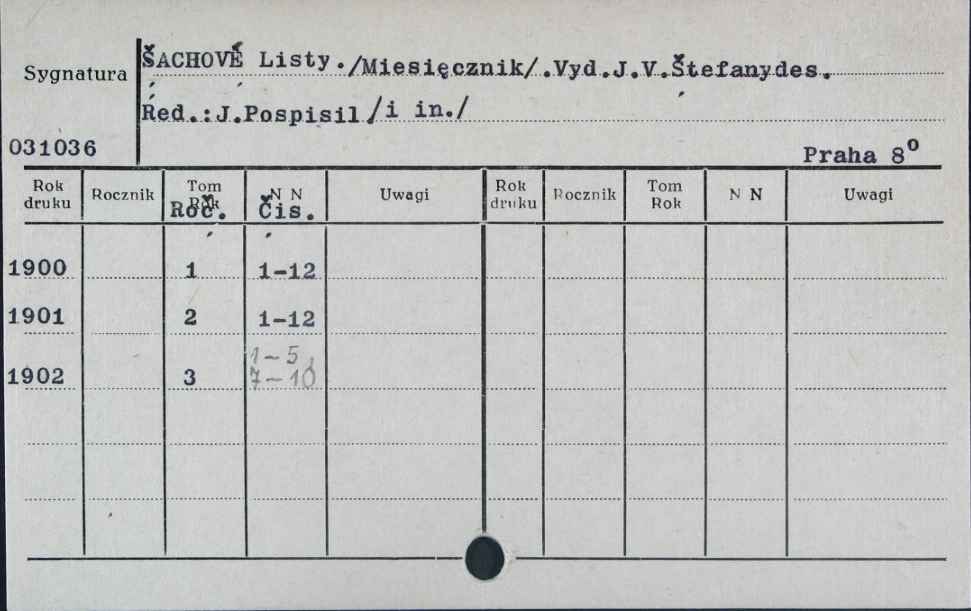 Sygnatura ŠACHOVÉ Listy./Miesięcznik/.Vyd.J.V.Štefanydes.
Red.:J.Pospisil /i in./
031036 Praha 8⁰
Rok druku Rocznik Tom Rok Roč. N N Čis. Uwagi Rok druku Rocznik Tom Rok N N Uwagi
1900 1 1-12
1901 2 1-12
1902 3 1-5, 7-10